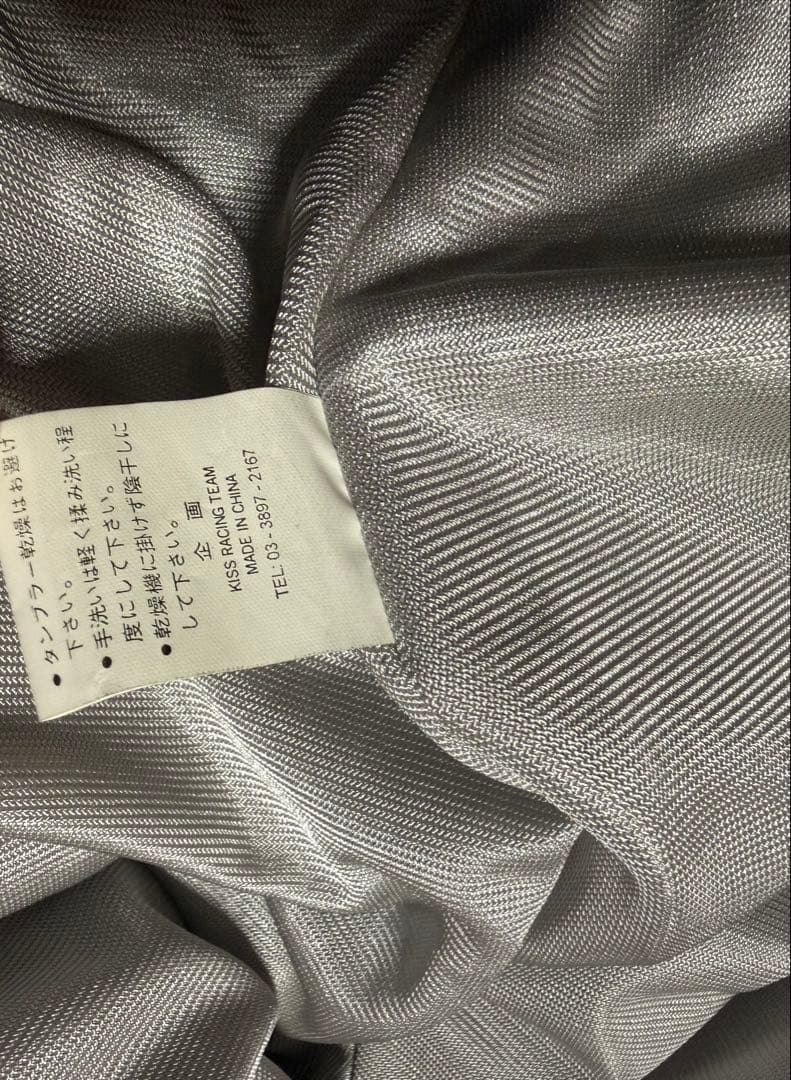 • タンブラー乾燥はお避け
下さい。
• 手洗いは軽く揉み洗い程
度にして下さい。
• 乾燥機に掛けず陰干しに
して下さい。
企 画
KISS RACING TEAM
MADE IN CHINA
TEL: 03 - 3897 - 2167